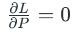 ∂L/∂P = 0